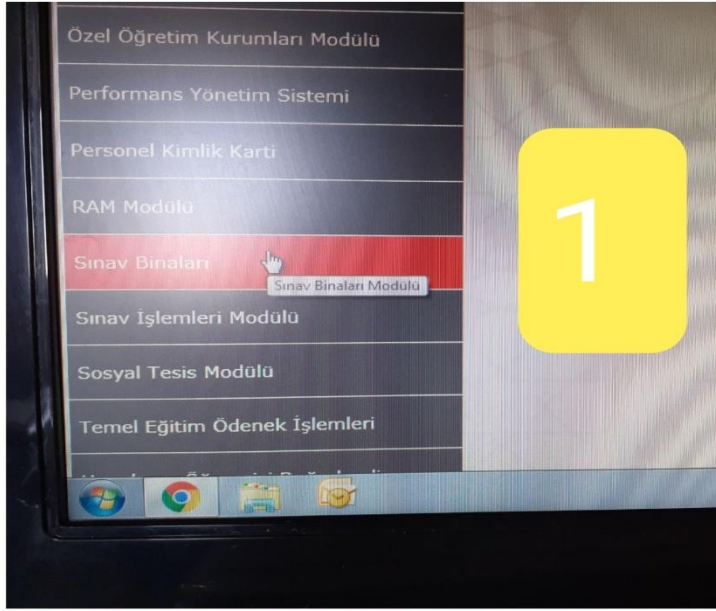 Özel Öğretim Kurumları Modülü
Performans Yönetim Sistemi
Personel Kimlik Karti
RAM Modülü
Sınav Binaları
Sınav Binaları Modülü
1
Sınav İşlemleri Modülü
Sosyal Tesis Modülü
Temel Eğitim Ödenek İşlemleri